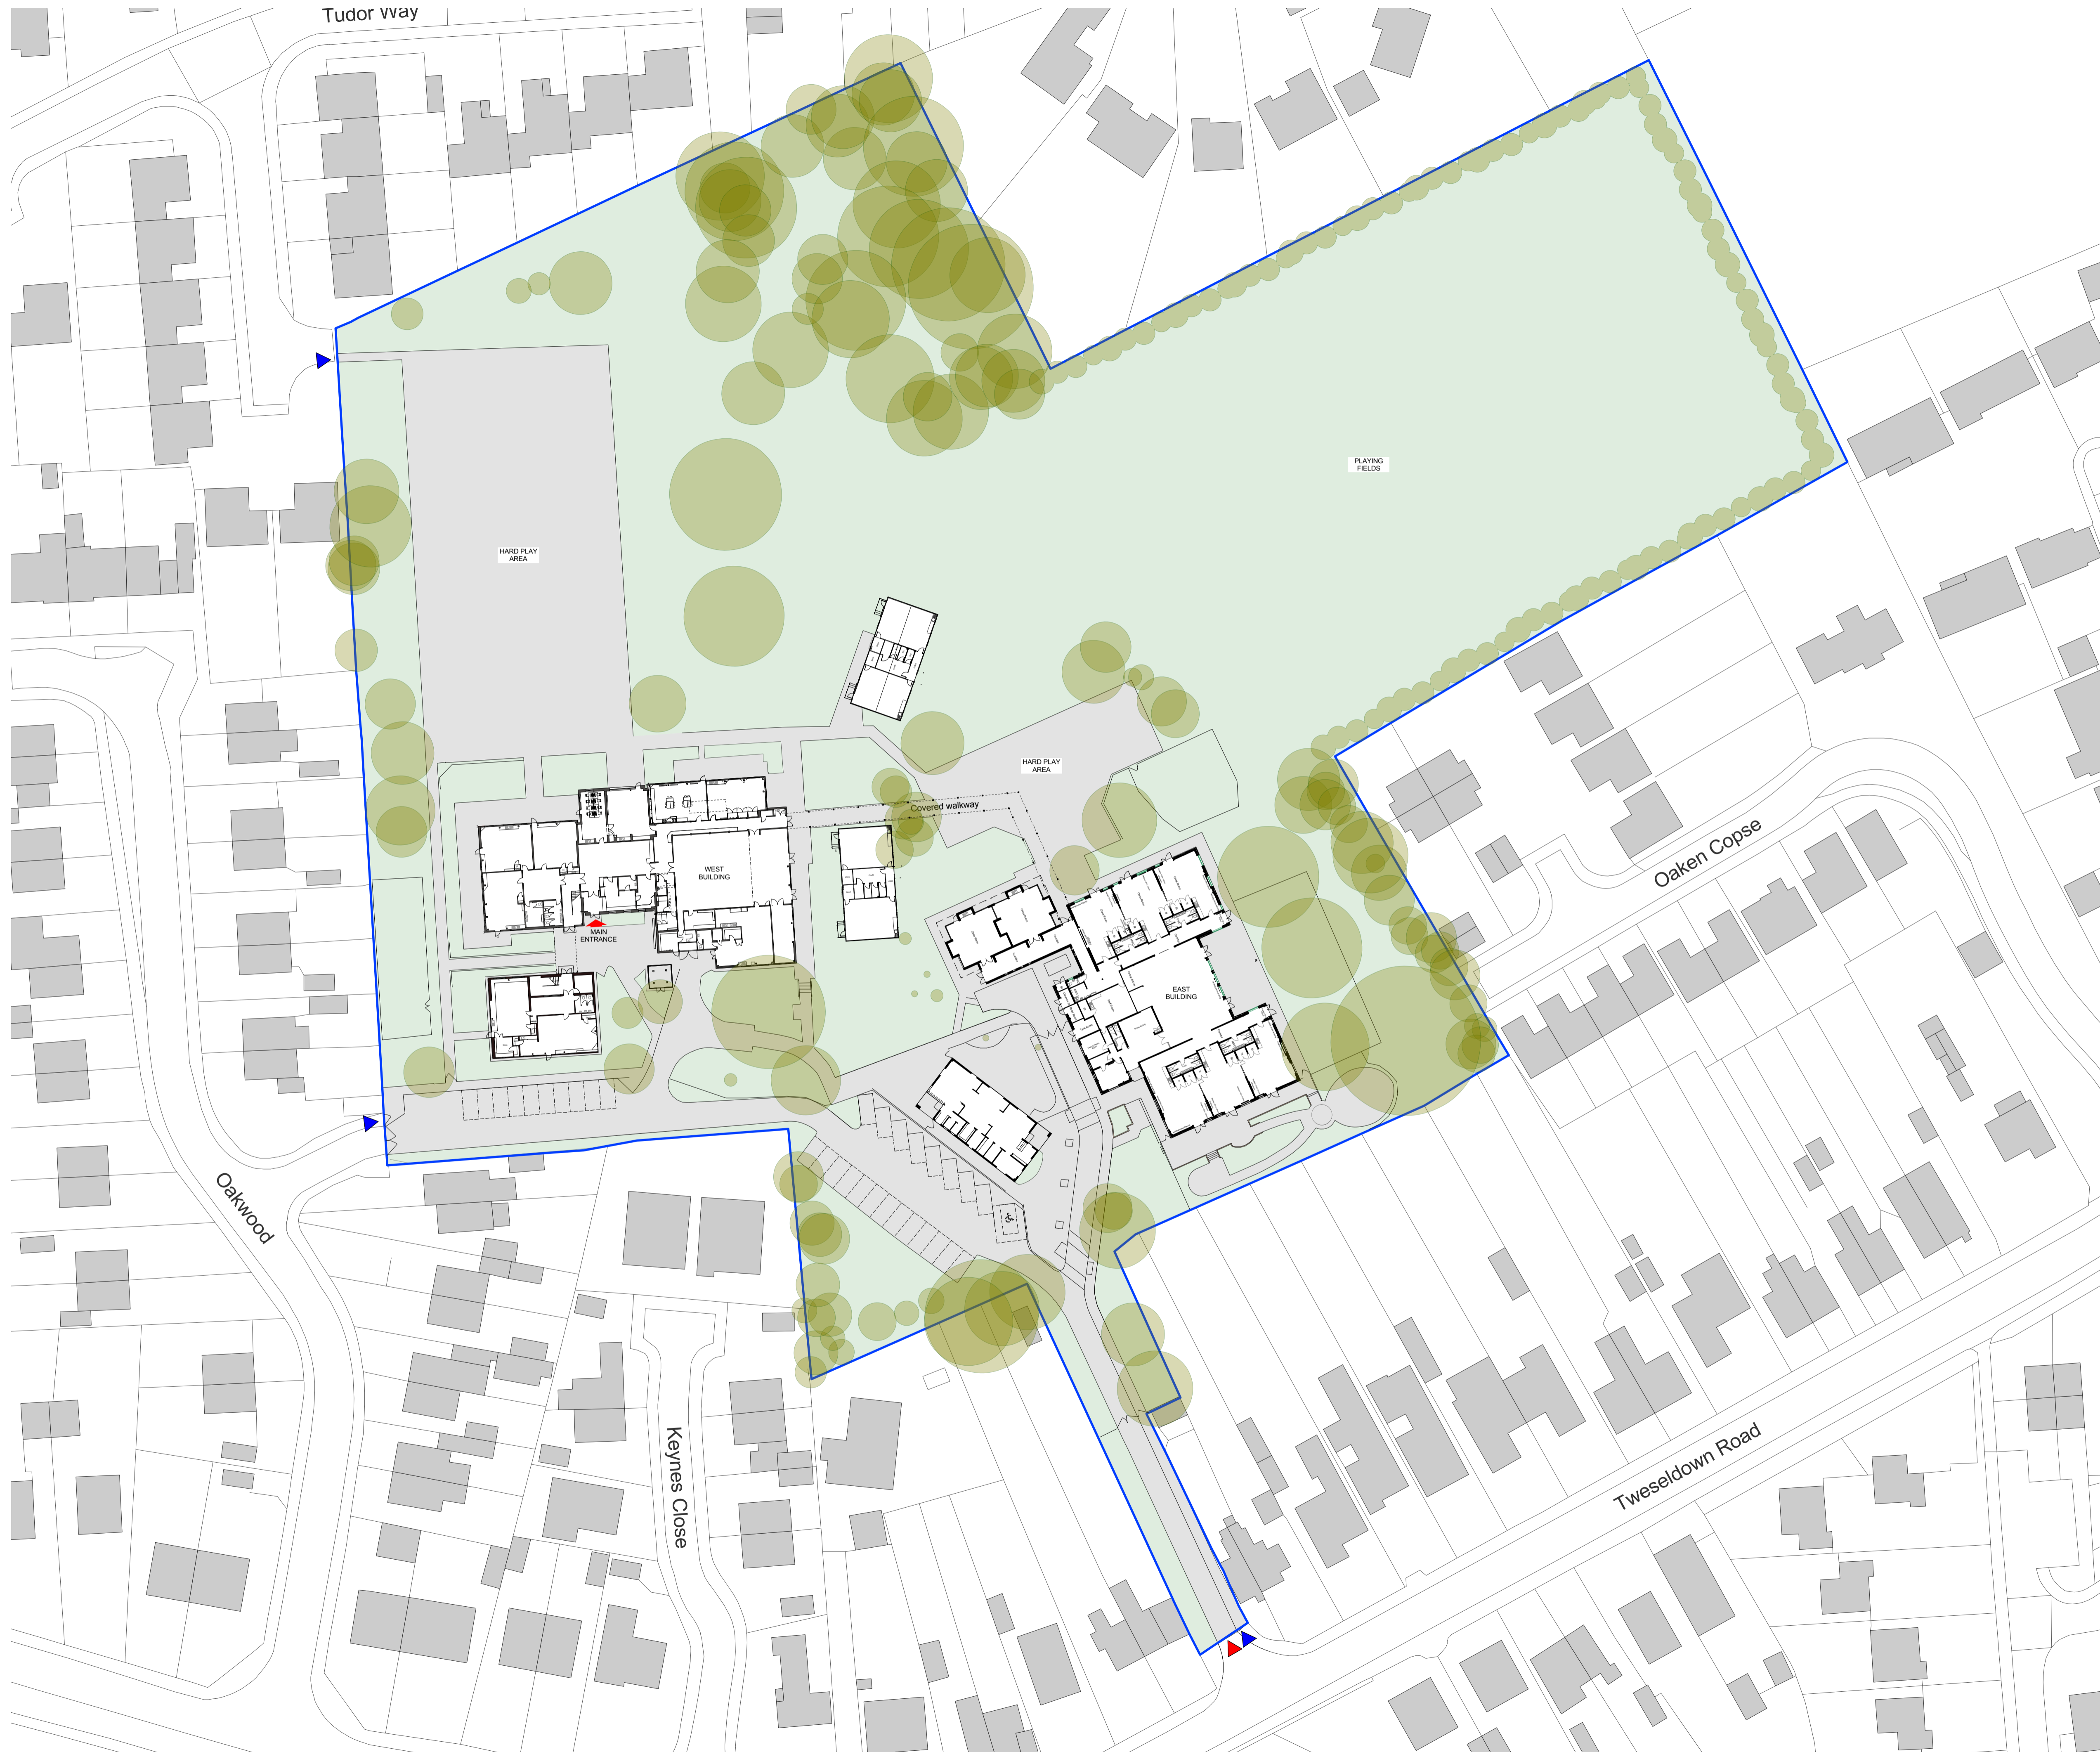 Tudor Way
PLAYING
FIELDS
HARD PLAY
AREA
HARD PLAY
AREA
Covered walkway
WEST
BUILDING
Oaken Copse
MAIN
ENTRANCE
EAST
BUILDING
Oakwood
Keynes Close
Tweseldown Road